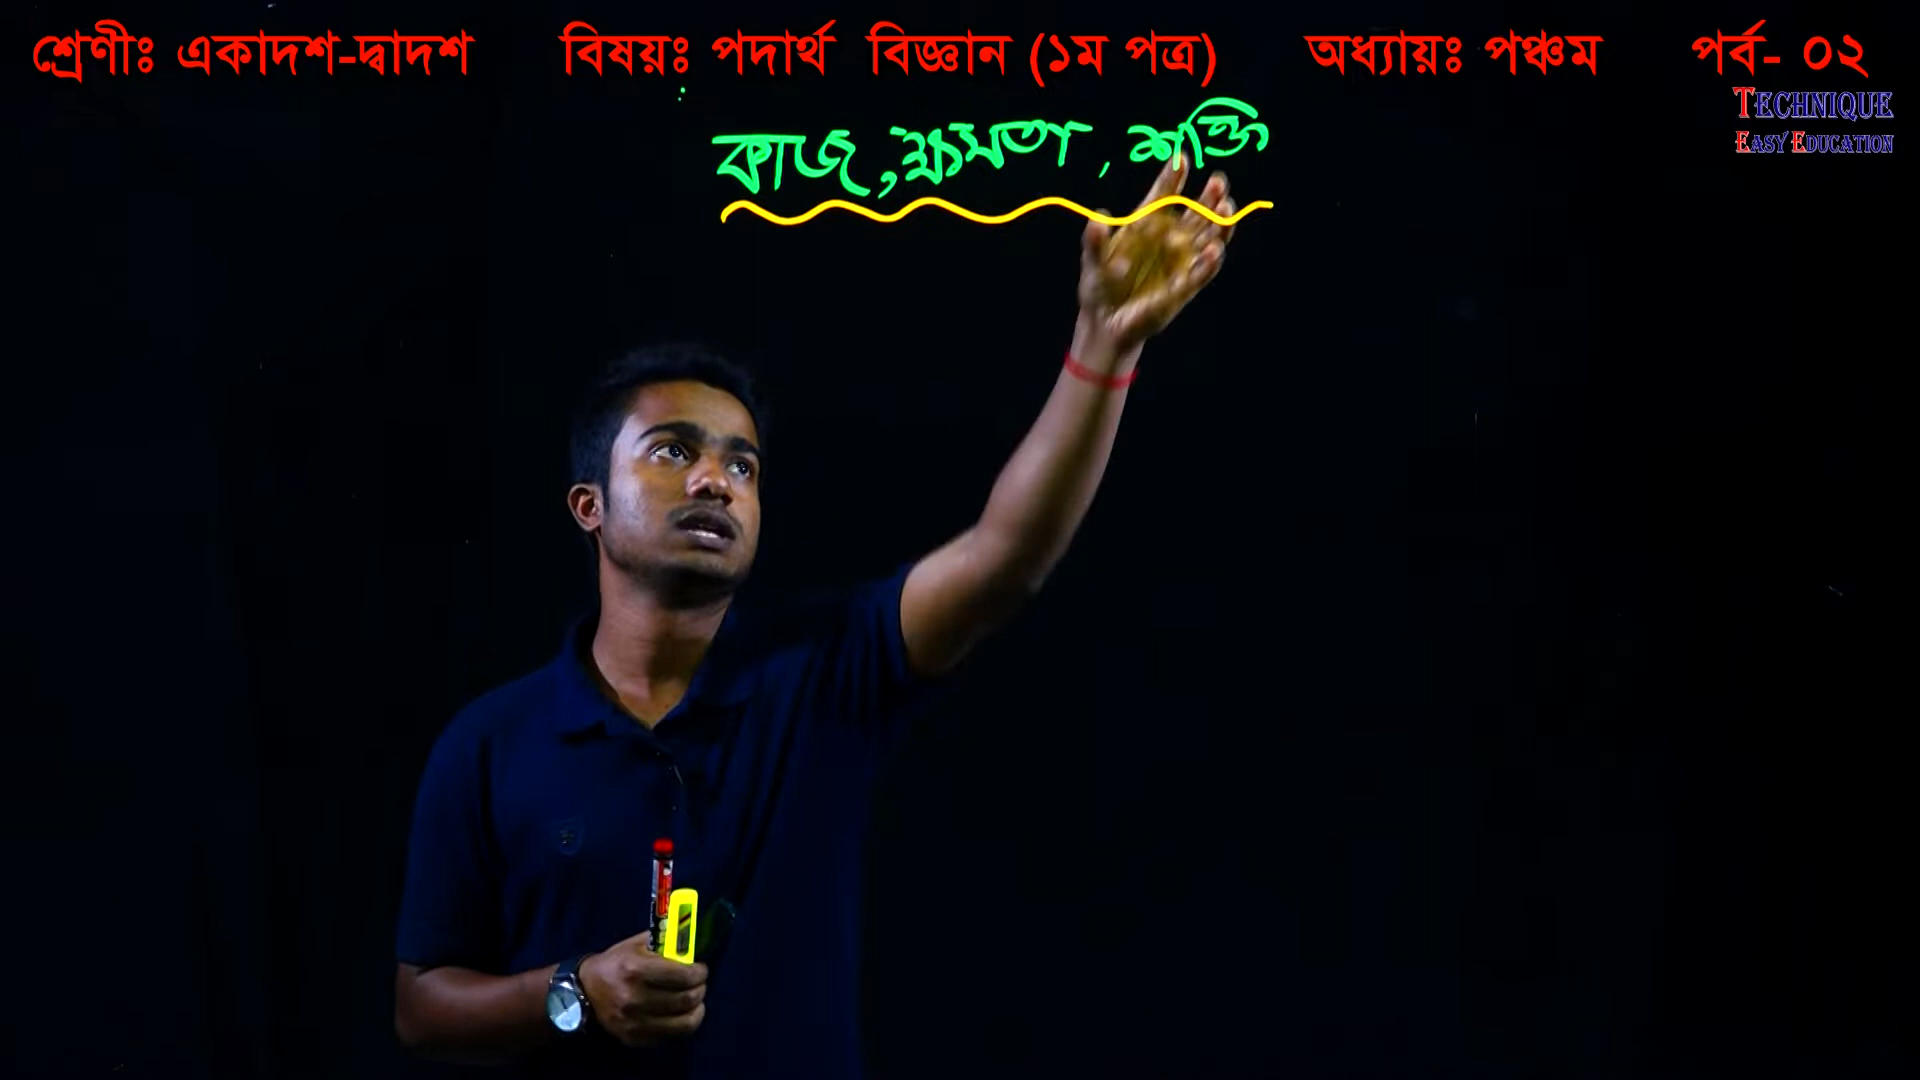 শ্রেণীঃ একাদশ-দ্বাদশ বিষয়ঃ পদার্থ বিজ্ঞান (১ম পত্র) অধ্যায়ঃ পঞ্চম পর্ব- ০২
TECHNIQUE
EASY EDUCATION
কাজ, ক্ষমতা, শক্তি